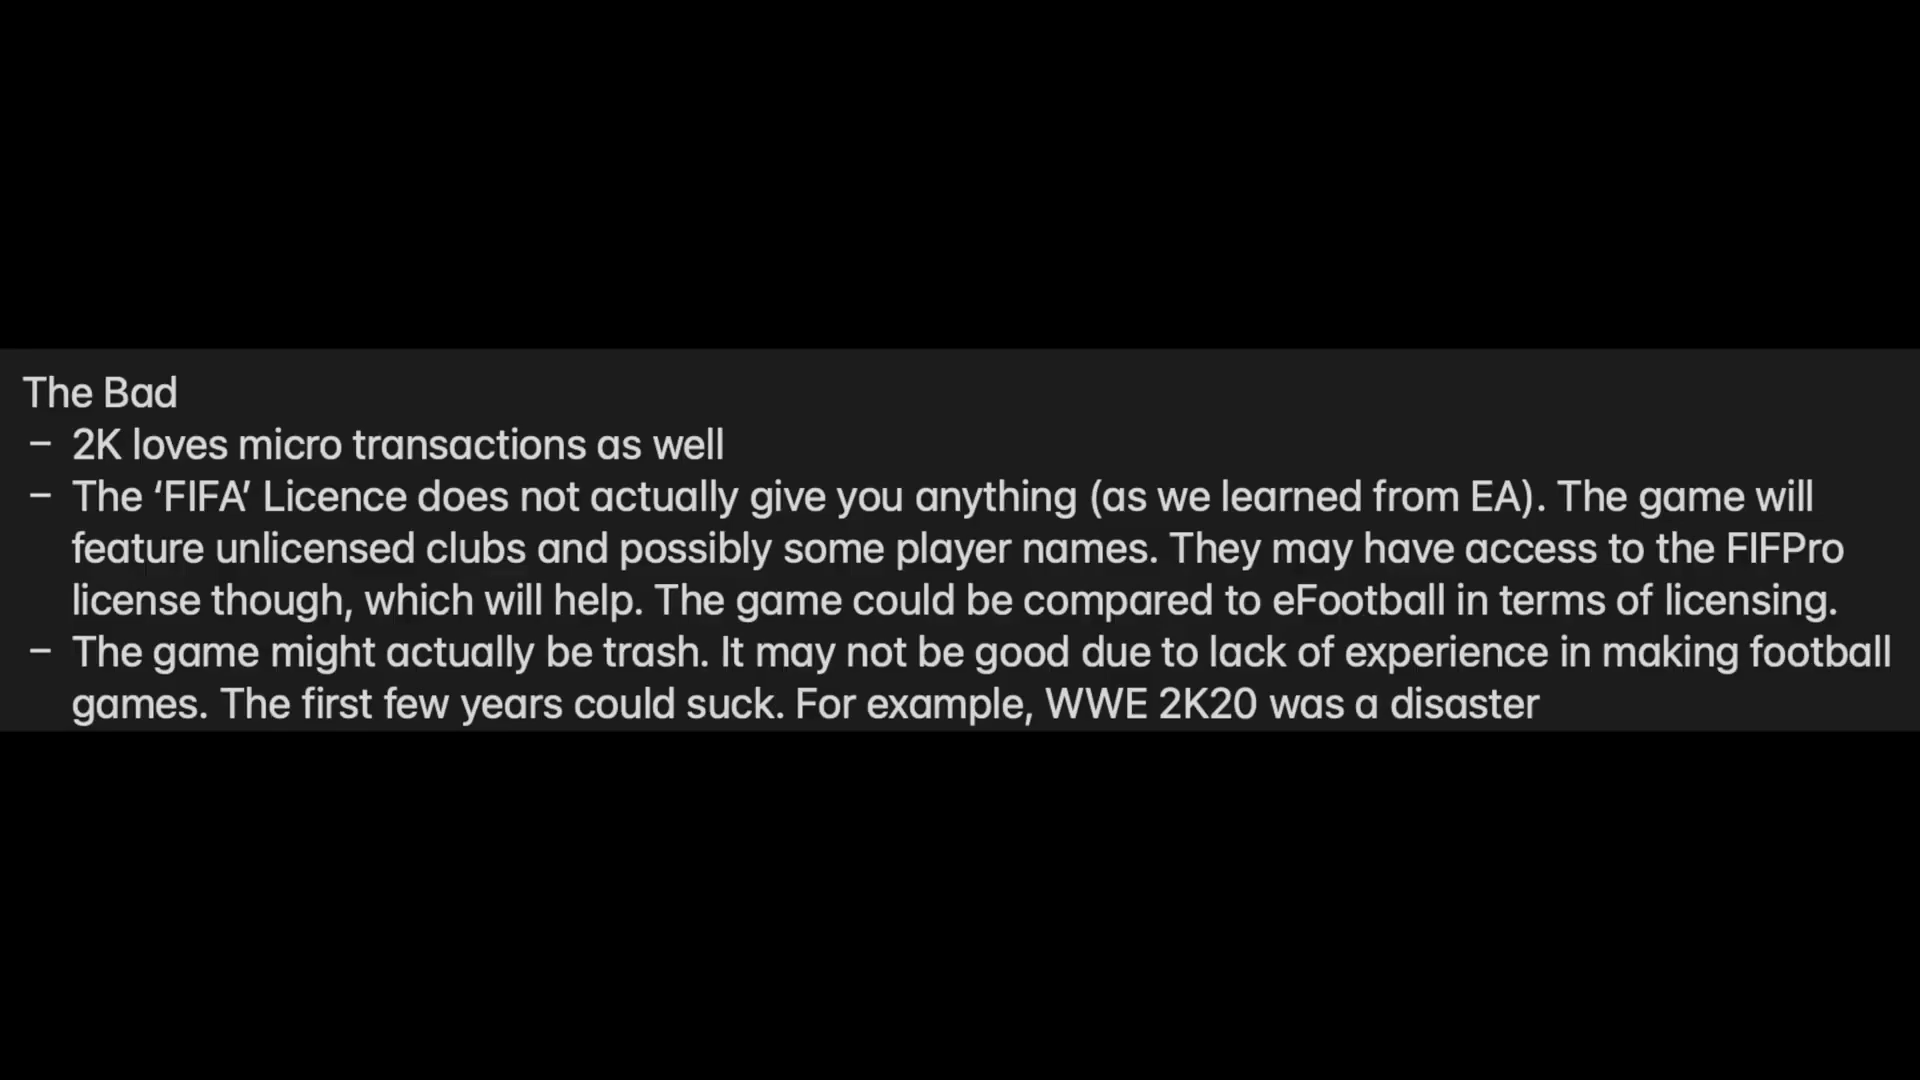 The Bad
– 2K loves micro transactions as well
– The ‘FIFA’ Licence does not actually give you anything (as we learned from EA). The game will
feature unlicensed clubs and possibly some player names. They may have access to the FIFPro
license though, which will help. The game could be compared to eFootball in terms of licensing.
– The game might actually be trash. It may not be good due to lack of experience in making football
games. The first few years could suck. For example, WWE 2K20 was a disaster